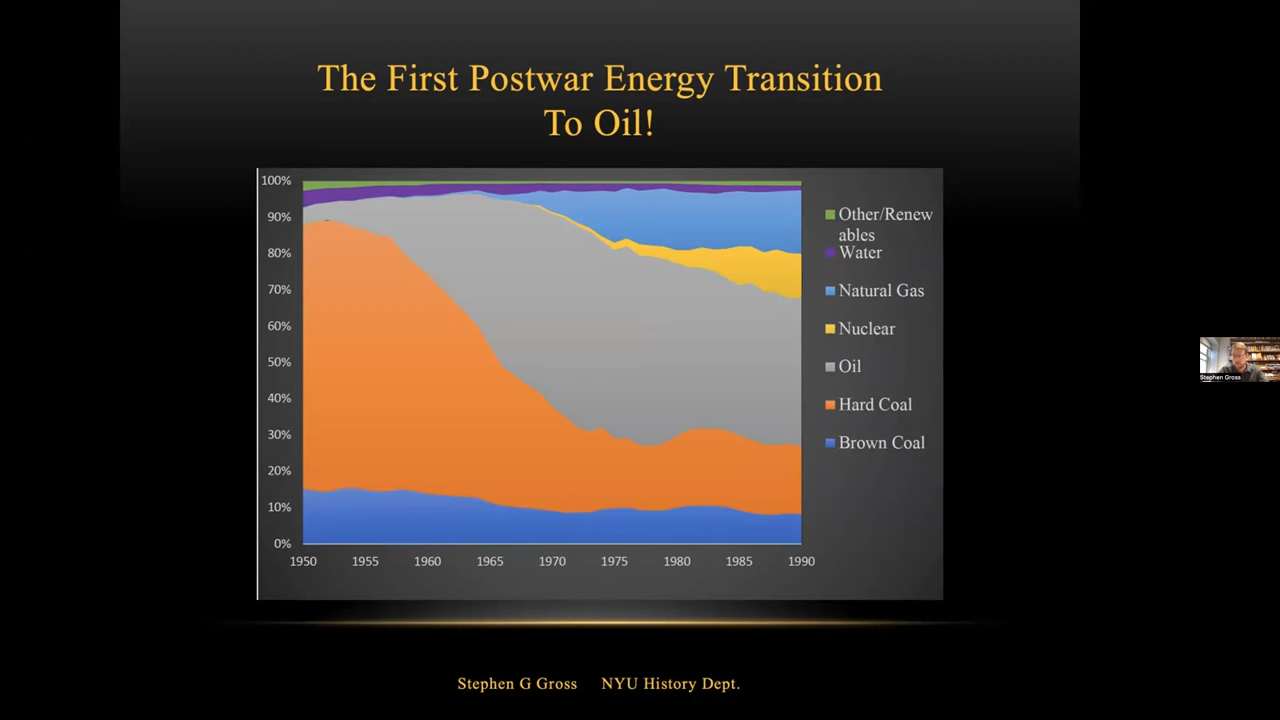 The First Postwar Energy Transition
To Oil!
100%
90%
80%
70%
60%
50%
40%
30%
20%
10%
0%
1950 1955 1960 1965 1970 1975 1980 1985 1990
Other/Renew
ables
Water
Natural Gas
Nuclear
Oil
Hard Coal
Brown Coal
Stephen Gross
Stephen G Gross NYU History Dept.